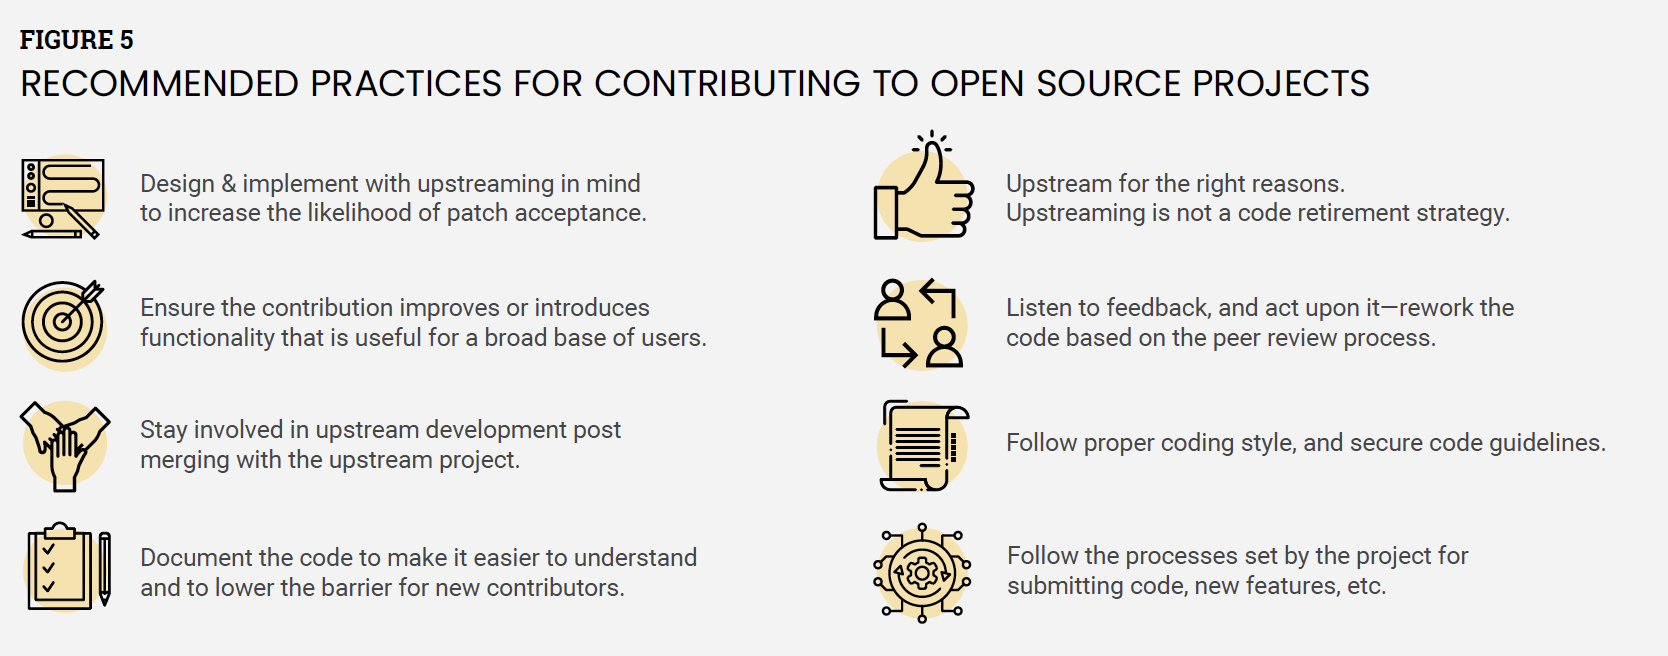 FIGURE 5
RECOMMENDED PRACTICES FOR CONTRIBUTING TO OPEN SOURCE PROJECTS
Design & implement with upstreaming in mind
to increase the likelihood of patch acceptance.
Ensure the contribution improves or introduces
functionality that is useful for a broad base of users.
Stay involved in upstream development post
merging with the upstream project.
Document the code to make it easier to understand
and to lower the barrier for new contributors.
Upstream for the right reasons.
Upstreaming is not a code retirement strategy.
Listen to feedback, and act upon it—rework the
code based on the peer review process.
Follow proper coding style, and secure code guidelines.
Follow the processes set by the project for
submitting code, new features, etc.